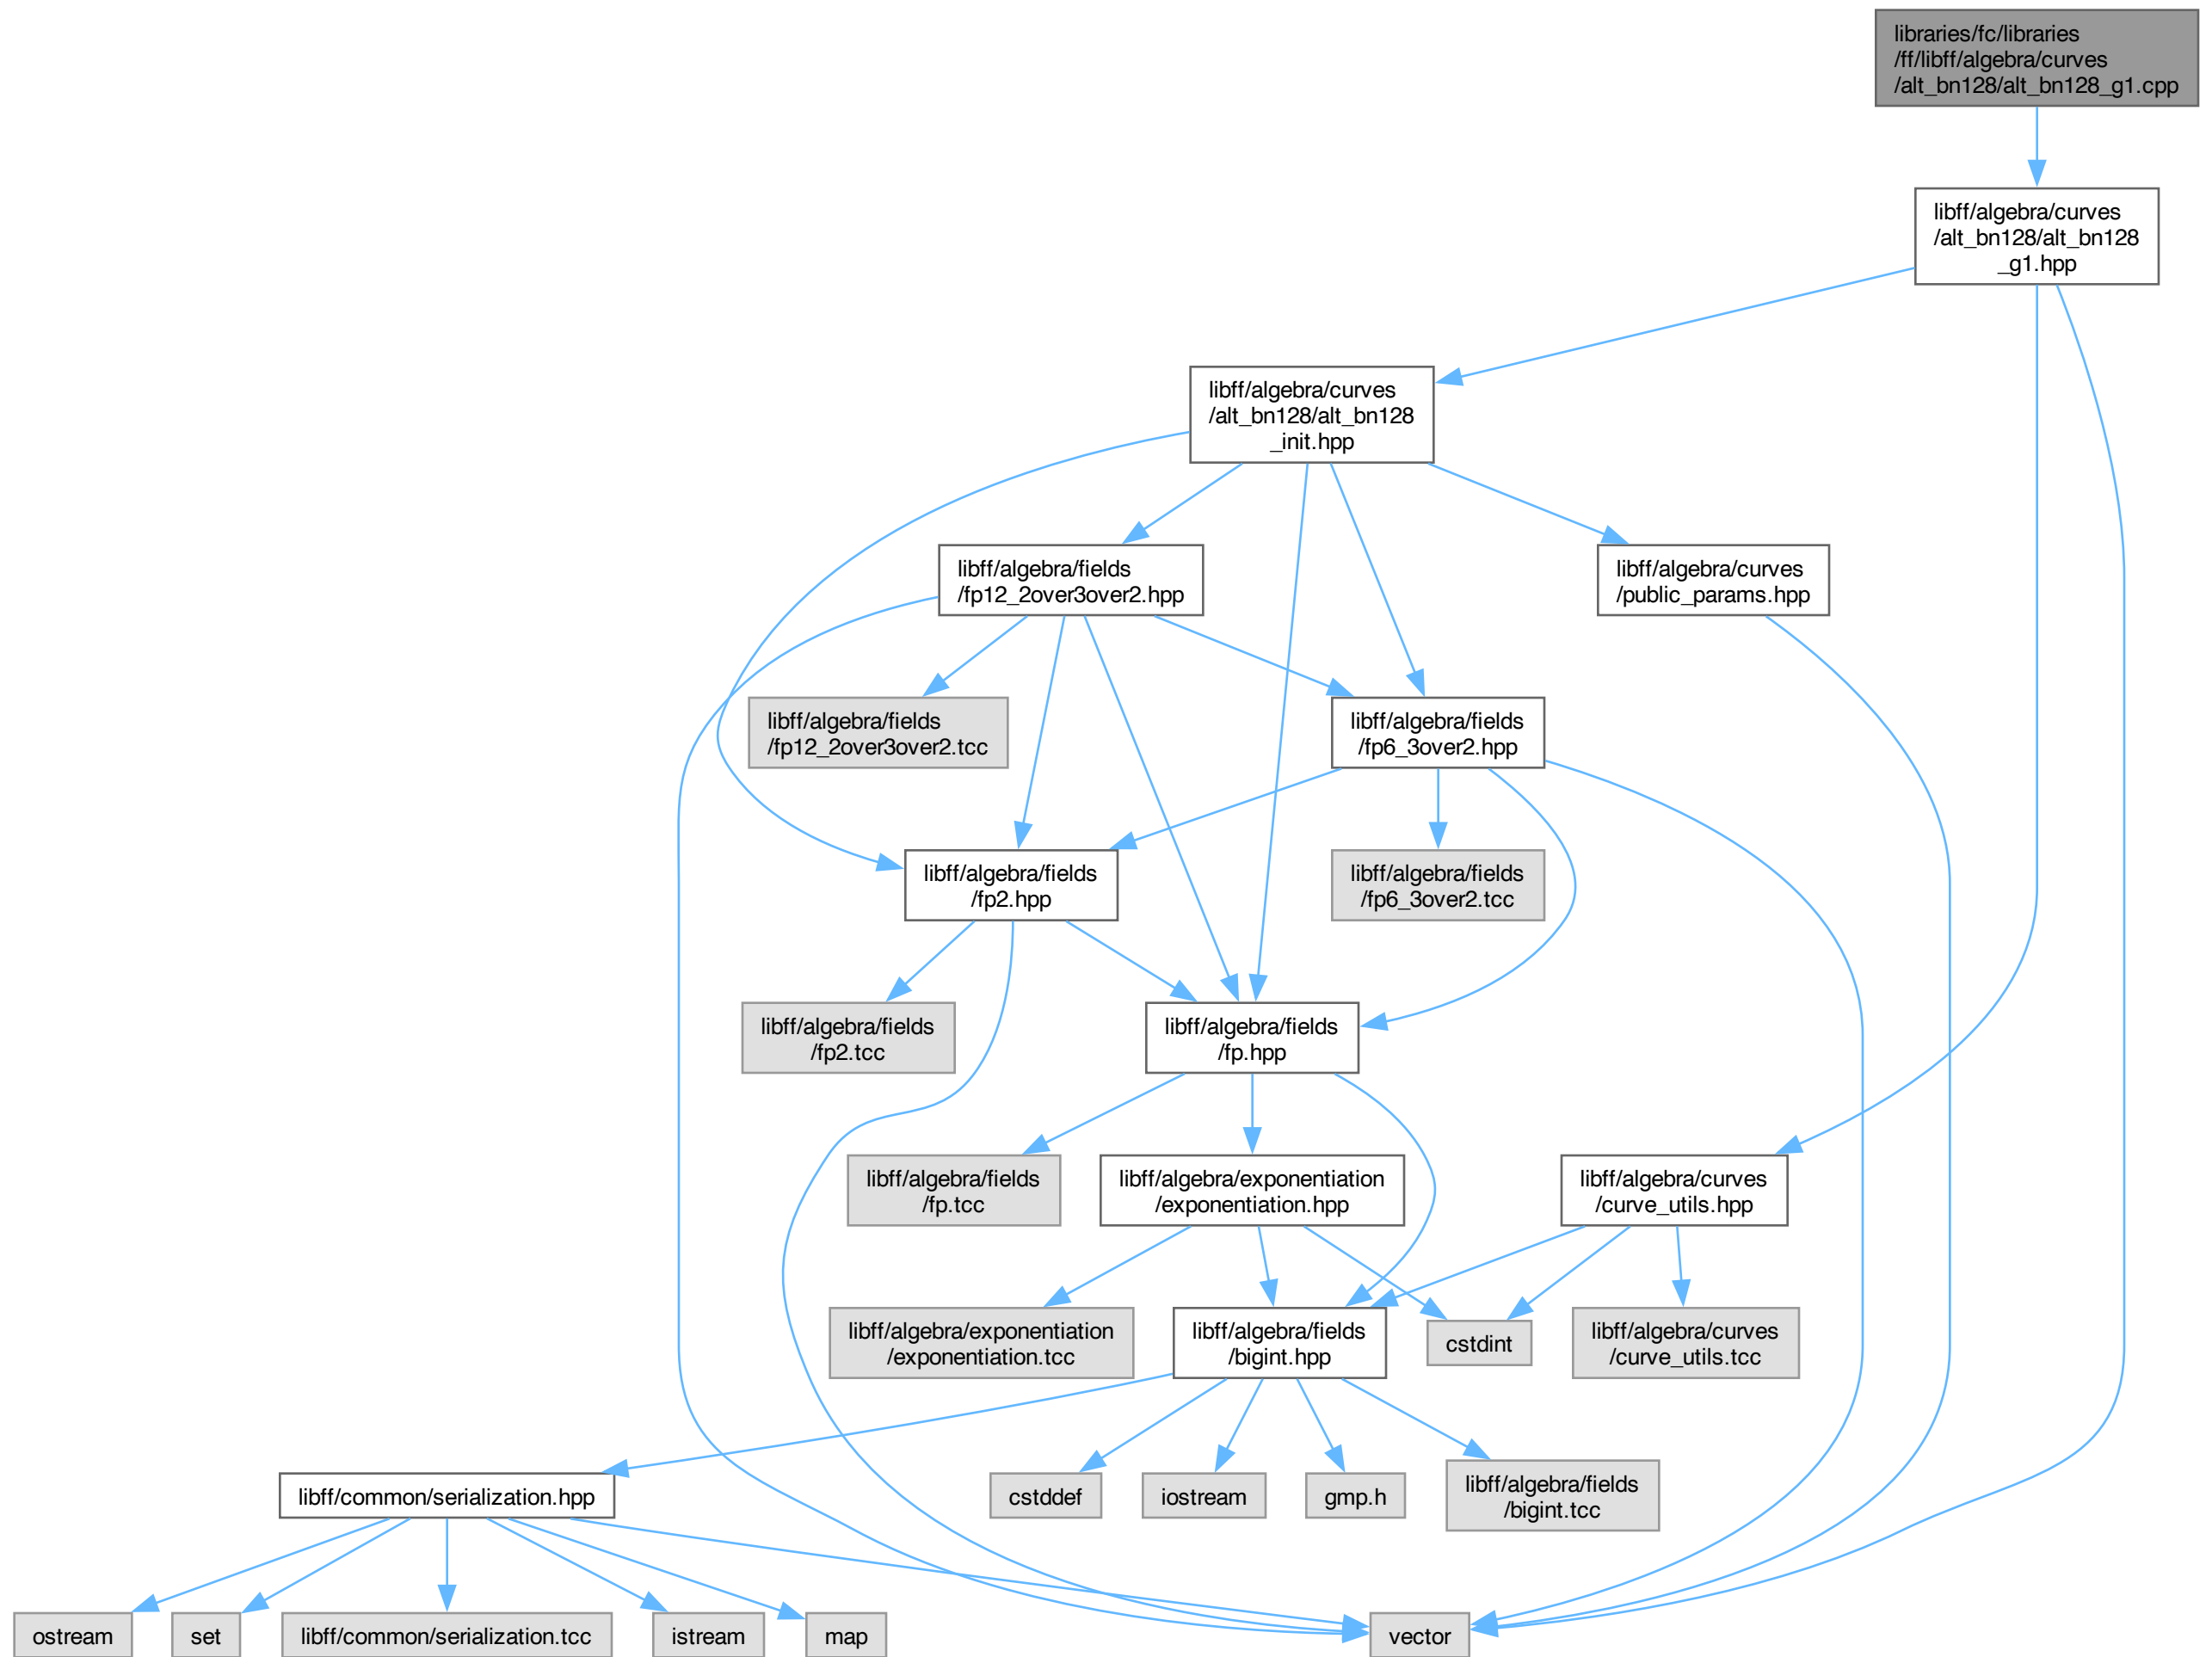 libraries/fc/libraries
/ff/libff/algebra/curves
/alt_bn128/alt_bn128_g1.cpp
libff/algebra/curves
/alt_bn128/alt_bn128
_g1.hpp
libff/algebra/curves
/alt_bn128/alt_bn128
_init.hpp
libff/algebra/fields
/fp12_2over3over2.hpp
libff/algebra/curves
/public_params.hpp
libff/algebra/fields
/fp12_2over3over2.tcc
libff/algebra/fields
/fp6_3over2.hpp
libff/algebra/fields
/fp2.hpp
libff/algebra/fields
/fp6_3over2.tcc
libff/algebra/fields
/fp2.tcc
libff/algebra/fields
/fp.hpp
libff/algebra/fields
/fp.tcc
libff/algebra/exponentiation
/exponentiation.hpp
libff/algebra/curves
/curve_utils.hpp
libff/algebra/exponentiation
/exponentiation.tcc
libff/algebra/fields
/bigint.hpp
cstdint
libff/algebra/curves
/curve_utils.tcc
libff/common/serialization.hpp
cstddef
iostream
gmp.h
libff/algebra/fields
/bigint.tcc
ostream
set
libff/common/serialization.tcc
istream
map
vector